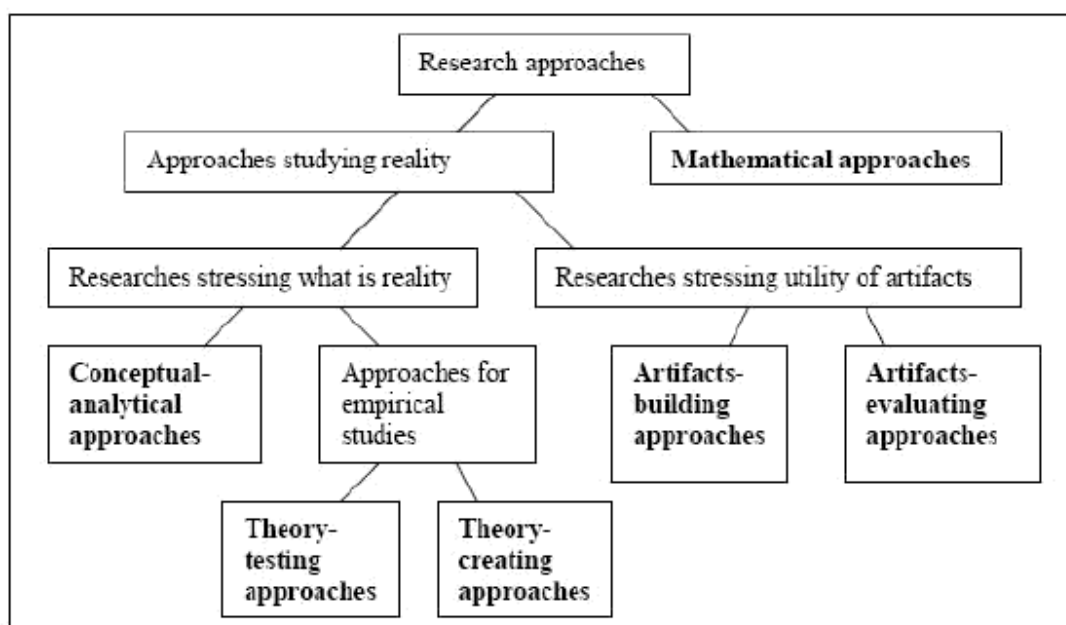 Research approaches
Approaches studying reality
Mathematical approaches
Researches stressing what is reality
Researches stressing utility of artifacts
Conceptual-
analytical
approaches
Approaches for
empirical
studies
Artifacts-
building
approaches
Artifacts-
evaluating
approaches
Theory-
testing
approaches
Theory-
creating
approaches